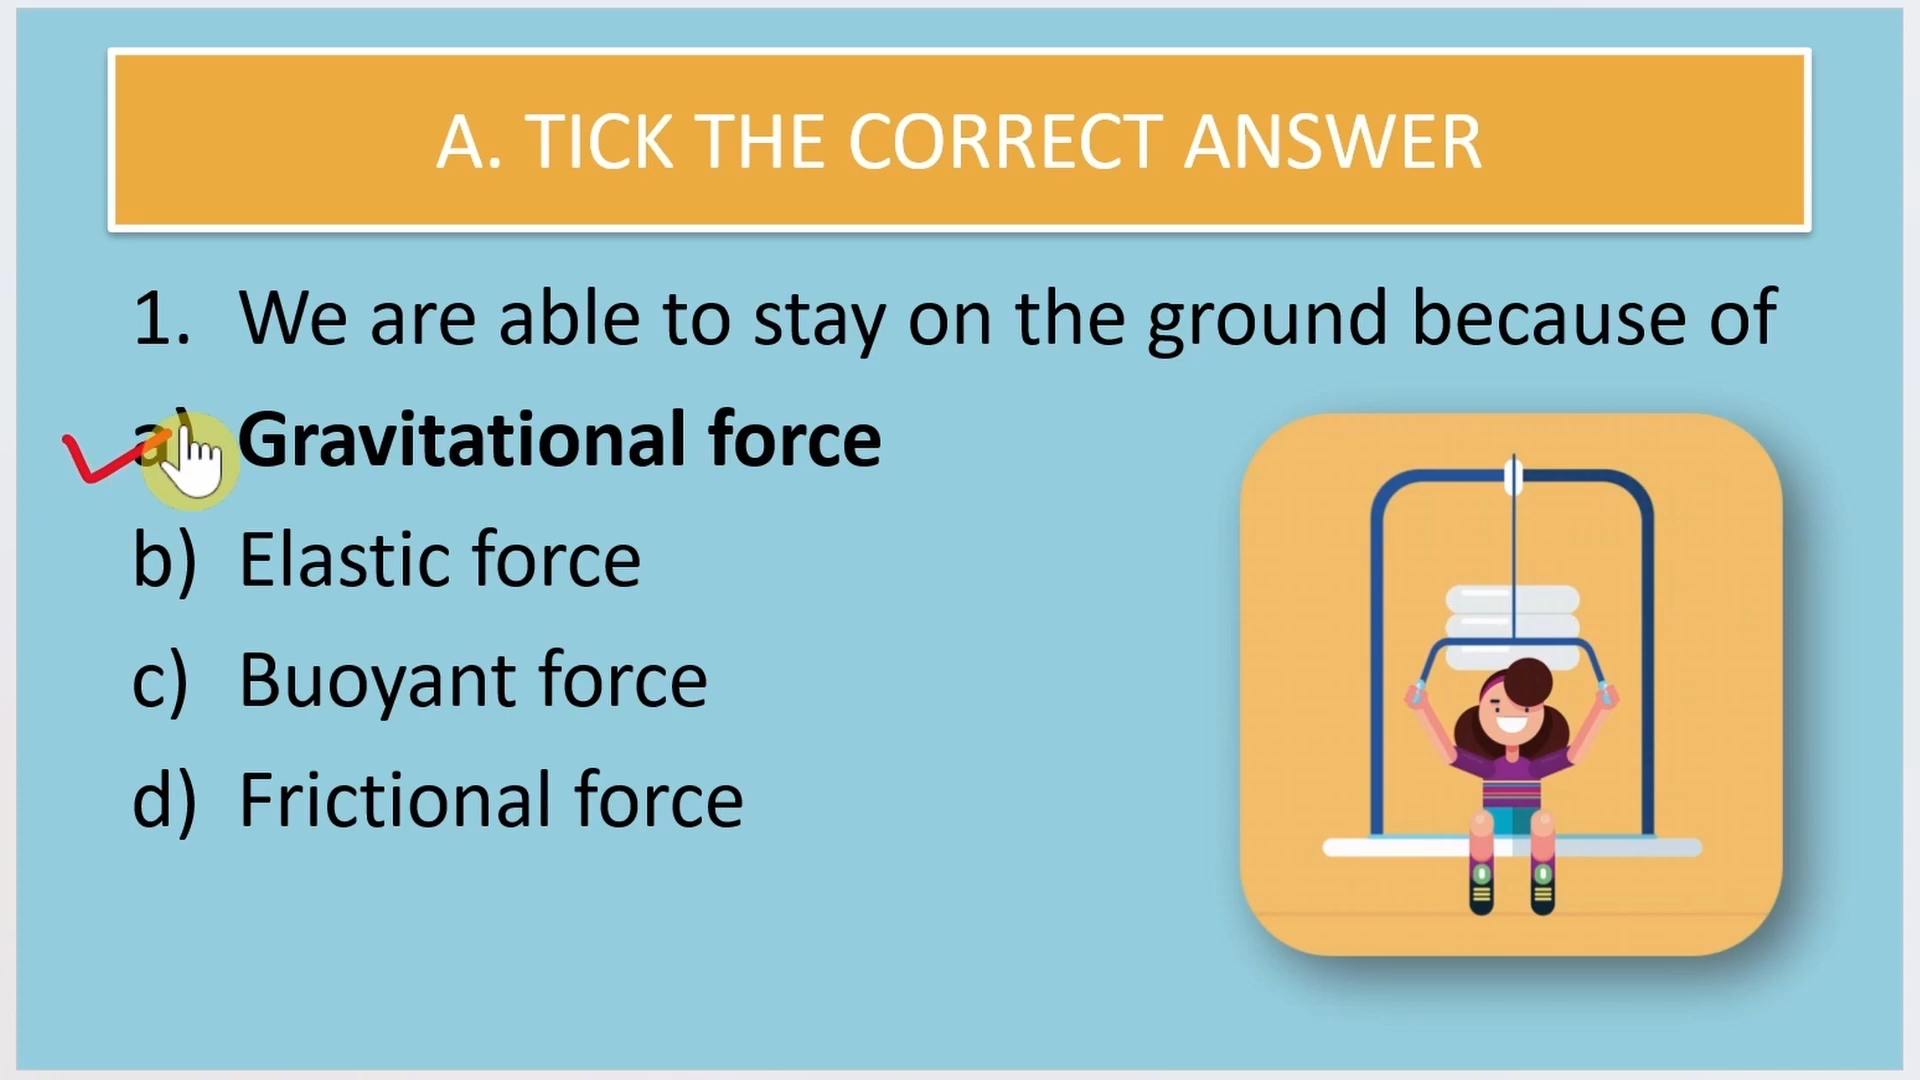 A. TICK THE CORRECT ANSWER
1. We are able to stay on the ground because of
a) Gravitational force
b) Elastic force
c) Buoyant force
d) Frictional force